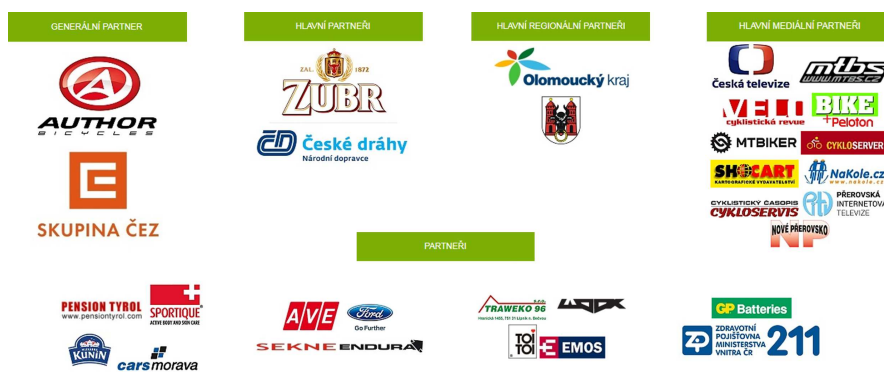 GENERÁLNÍ PARTNER
HLAVNÍ PARTNEŘI
HLAVNÍ REGIONÁLNÍ PARTNEŘI
HLAVNÍ MEDIÁLNÍ PARTNEŘI
AUTHOR
BICYCLES
SKUPINA ČEZ
ZAL. 1872
ZUBR
ČD České dráhy
Národní dopravce
Olomoucký kraj
Česká televize
mtbs
WWW.MTBS.CZ
VELO
cyklistická revue
BIKE
+Peloton
MTBIKER
CYKLOSERVER
SHOCART
KARTOGRAFICKÉ VYDAVATELSTVÍ
NaKole.cz
www.nakole.cz
CYKLISTICKÝ ČASOPIS
CYKLOSERVIS
PŘEROVSKÁ
INTERNETOVÁ
TELEVIZE
NOVÉ PŘEROVSKO
NP
PARTNEŘI
PENSION TYROL
www.pensiontyrol.com
SPORTIQUE
ACTIVE BODY AND SKIN CARE
KUNÍN
carsmorava
AVE
Ford
Go Further
SEKNE
ENDURA
s.r.o.
TRAWEKO 96
TOI
TOI
EMOS
GP Batteries
ZP
ZDRAVOTNÍ
POJIŠŤOVNA
MINISTERSTVA
VNITRA ČR
211